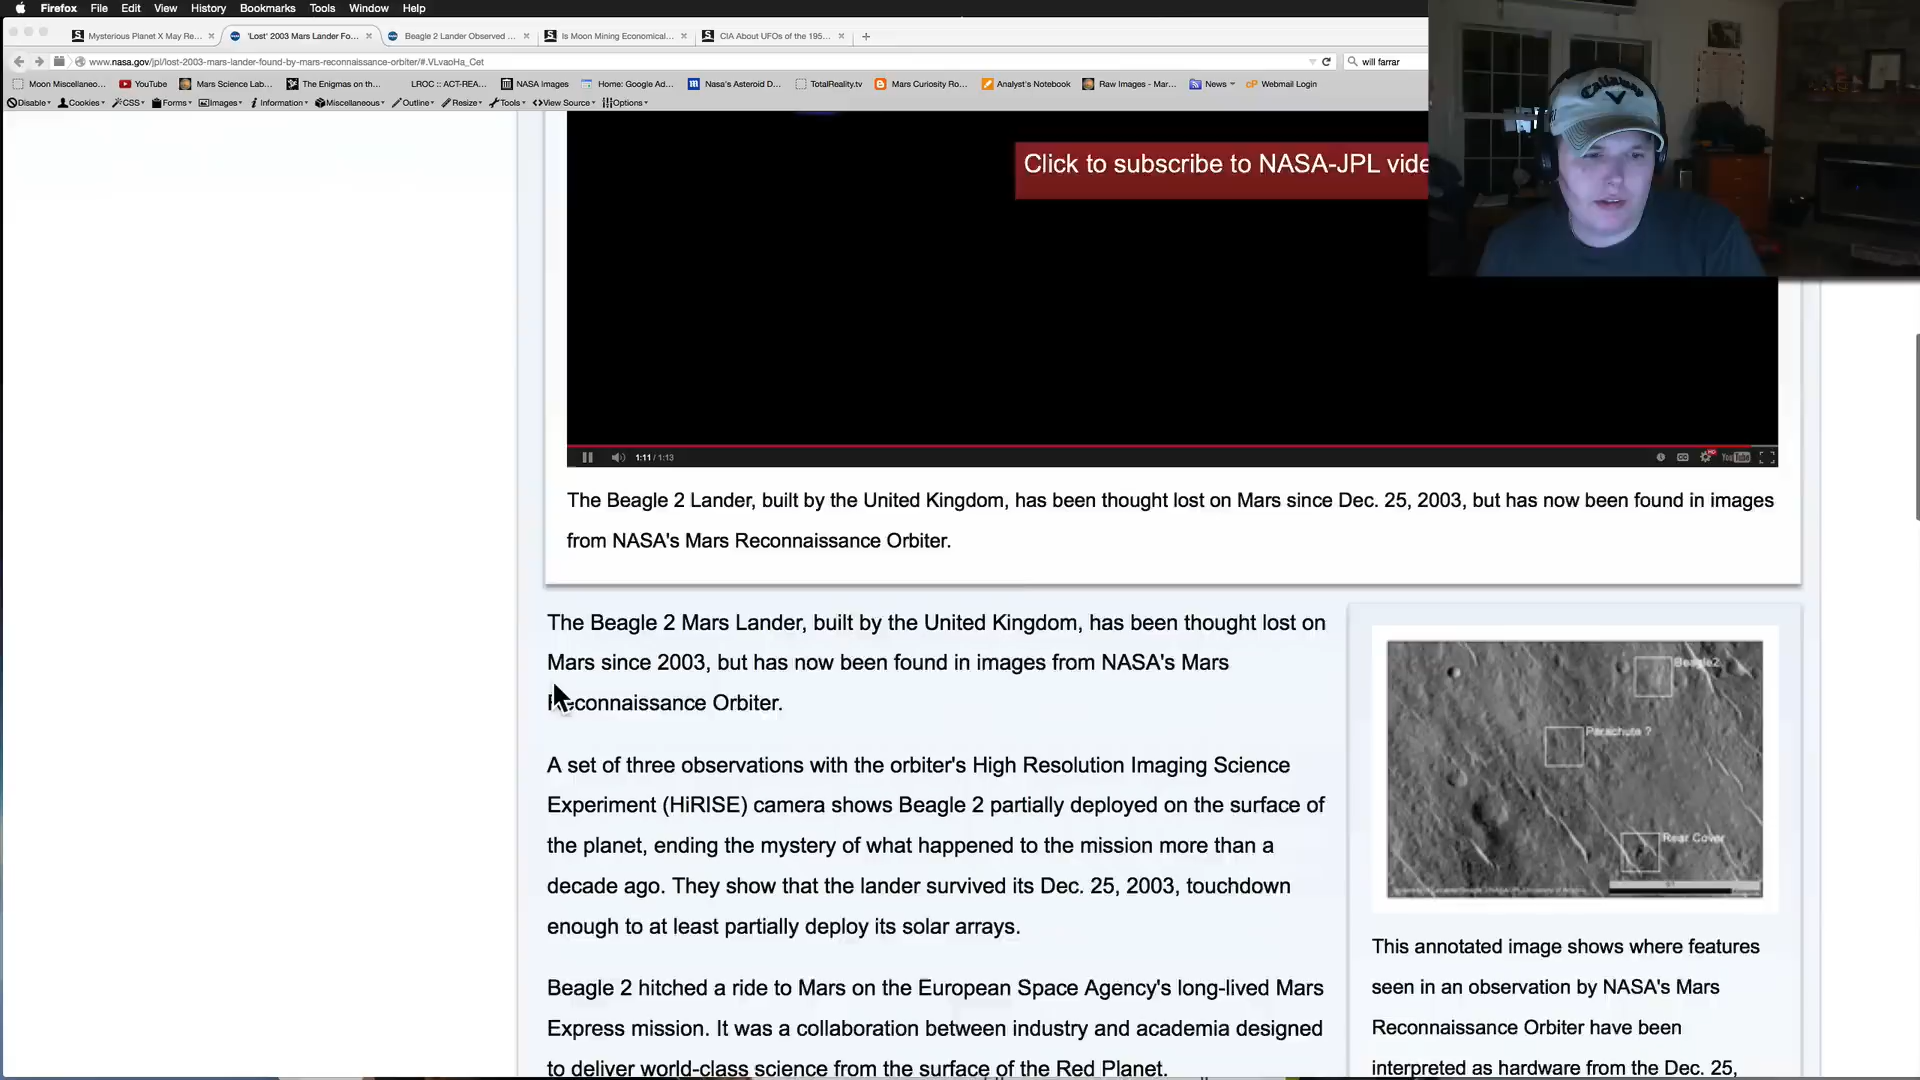 Firefox File Edit View History Bookmarks Tools Window Help
Mysterious Planet X May Re... 'Lost' 2003 Mars Lander Fo... Beagle 2 Lander Observed ... Is Moon Mining Economical... CIA About UFOs of the 195...
www.nasa.gov/jpl/lost-2003-mars-lander-found-by-mars-reconnaissance-orbiter/#.VLvaoHa_Cet will farrar
Moon Miscellaneo... YouTube Mars Science Lab... The Enigmas on th... LROC :: ACT-REA... NASA Images Home: Google Ad... Nasa's Asteroid D... TotalReality.tv Mars Curiosity Ro... Analyst's Notebook Raw Images - Mar... News Webmail Login
Disable Cookies CSS Forms Images Information Miscellaneous Outline Resize Tools View Source Options
Click to subscribe to NASA-JPL vide
1:11 / 1:13 YouTube
The Beagle 2 Lander, built by the United Kingdom, has been thought lost on Mars since Dec. 25, 2003, but has now been found in images
from NASA's Mars Reconnaissance Orbiter.
The Beagle 2 Mars Lander, built by the United Kingdom, has been thought lost on
Mars since 2003, but has now been found in images from NASA's Mars
Reconnaissance Orbiter.
A set of three observations with the orbiter's High Resolution Imaging Science
Experiment (HiRISE) camera shows Beagle 2 partially deployed on the surface of
the planet, ending the mystery of what happened to the mission more than a
decade ago. They show that the lander survived its Dec. 25, 2003, touchdown
enough to at least partially deploy its solar arrays.
Beagle 2 hitched a ride to Mars on the European Space Agency's long-lived Mars
Express mission. It was a collaboration between industry and academia designed
to deliver world-class science from the surface of the Red Planet.
Beagle2
Parachute ?
Rear Cover
This annotated image shows where features
seen in an observation by NASA's Mars
Reconnaissance Orbiter have been
interpreted as hardware from the Dec. 25,